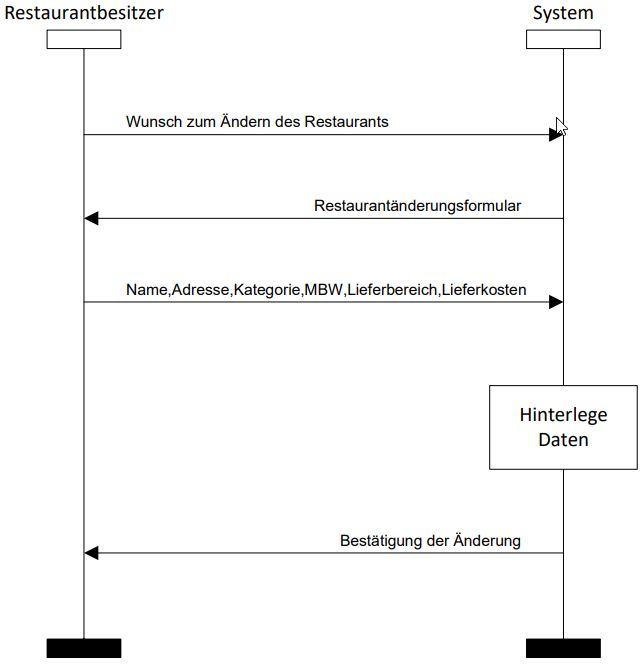 Restaurantbesitzer
System
Wunsch zum Ändern des Restaurants
Restaurantänderungsformular
Name,Adresse,Kategorie,MBW,Lieferbereich,Lieferkosten
Hinterlege
Daten
Bestätigung der Änderung